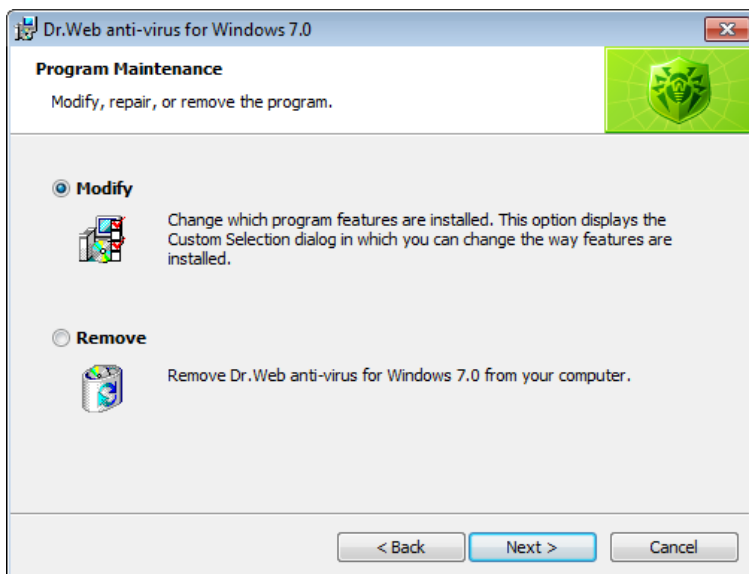 Dr.Web anti-virus for Windows 7.0
Program Maintenance
Modify, repair, or remove the program.
Modify
Change which program features are installed. This option displays the
Custom Selection dialog in which you can change the way features are
installed.
Remove
Remove Dr.Web anti-virus for Windows 7.0 from your computer.
< Back
Next >
Cancel